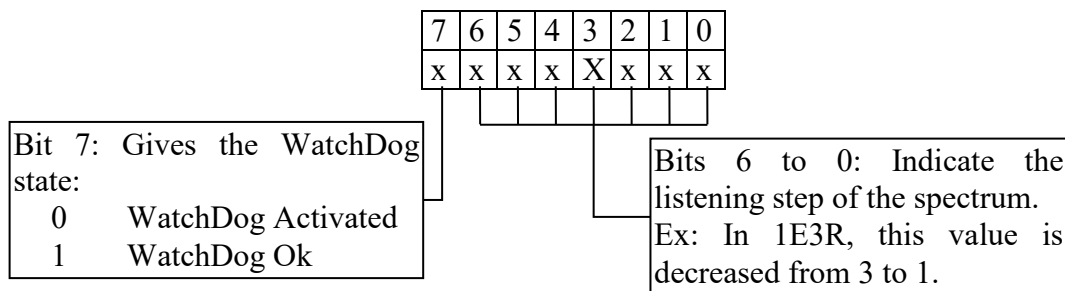 7 6 5 4 3 2 1 0
x x x x X x x x
Bit 7: Gives the WatchDog
state:
0 WatchDog Activated
1 WatchDog Ok
Bits 6 to 0: Indicate the
listening step of the spectrum.
Ex: In 1E3R, this value is
decreased from 3 to 1.